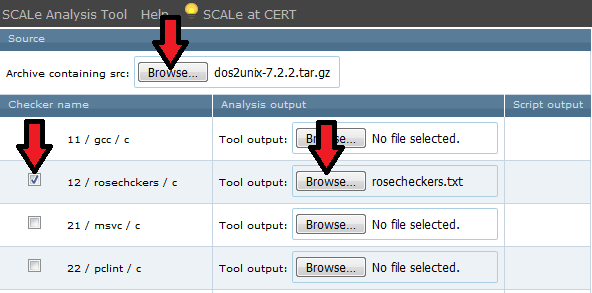 SCALe Analysis Tool Help SCALe at CERT
Source
Archive containing src: Browse... dos2unix-7.2.2.tar.gz
Checker name Analysis output Script output
11 / gcc / c Tool output: Browse... No file selected.
12 / rosechckers / c Tool output: Browse... rosecheckers.txt
21 / msvc / c Tool output: Browse... No file selected.
22 / pclint / c Tool output: Browse... No file selected.